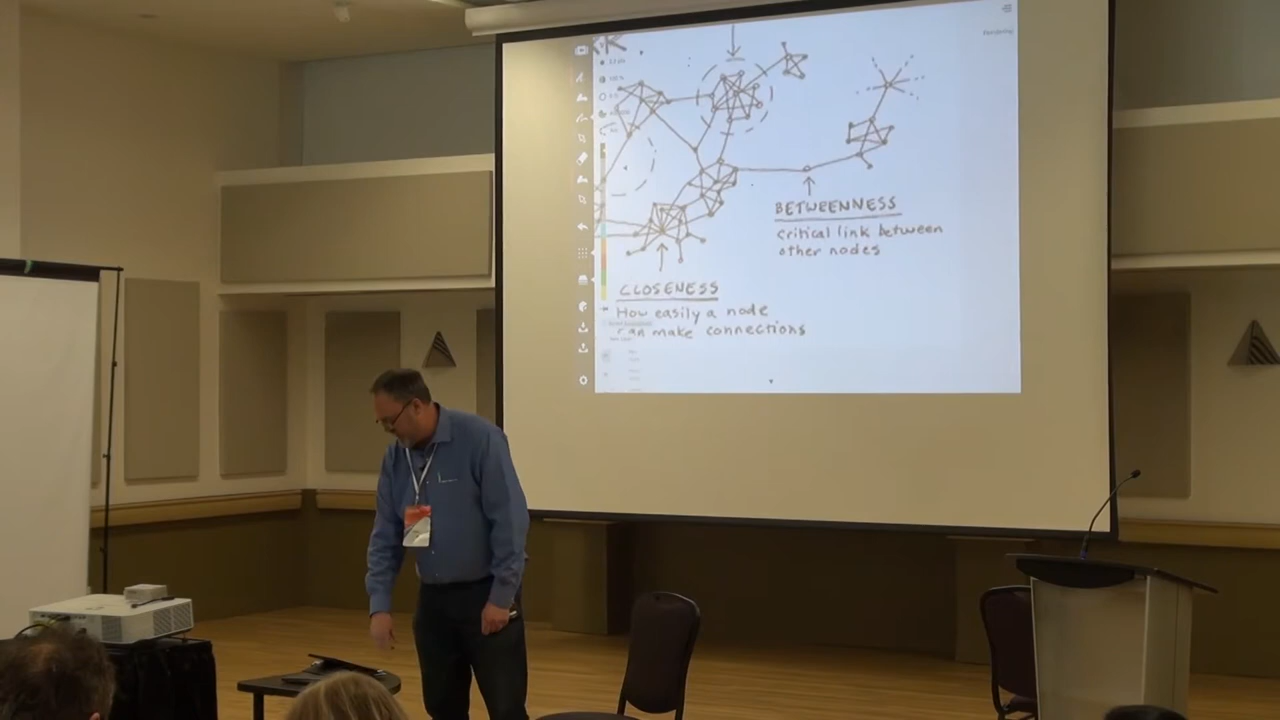 BETWEENNESS
Critical link between
other nodes
CLOSENESS
How easily a node
can make connections